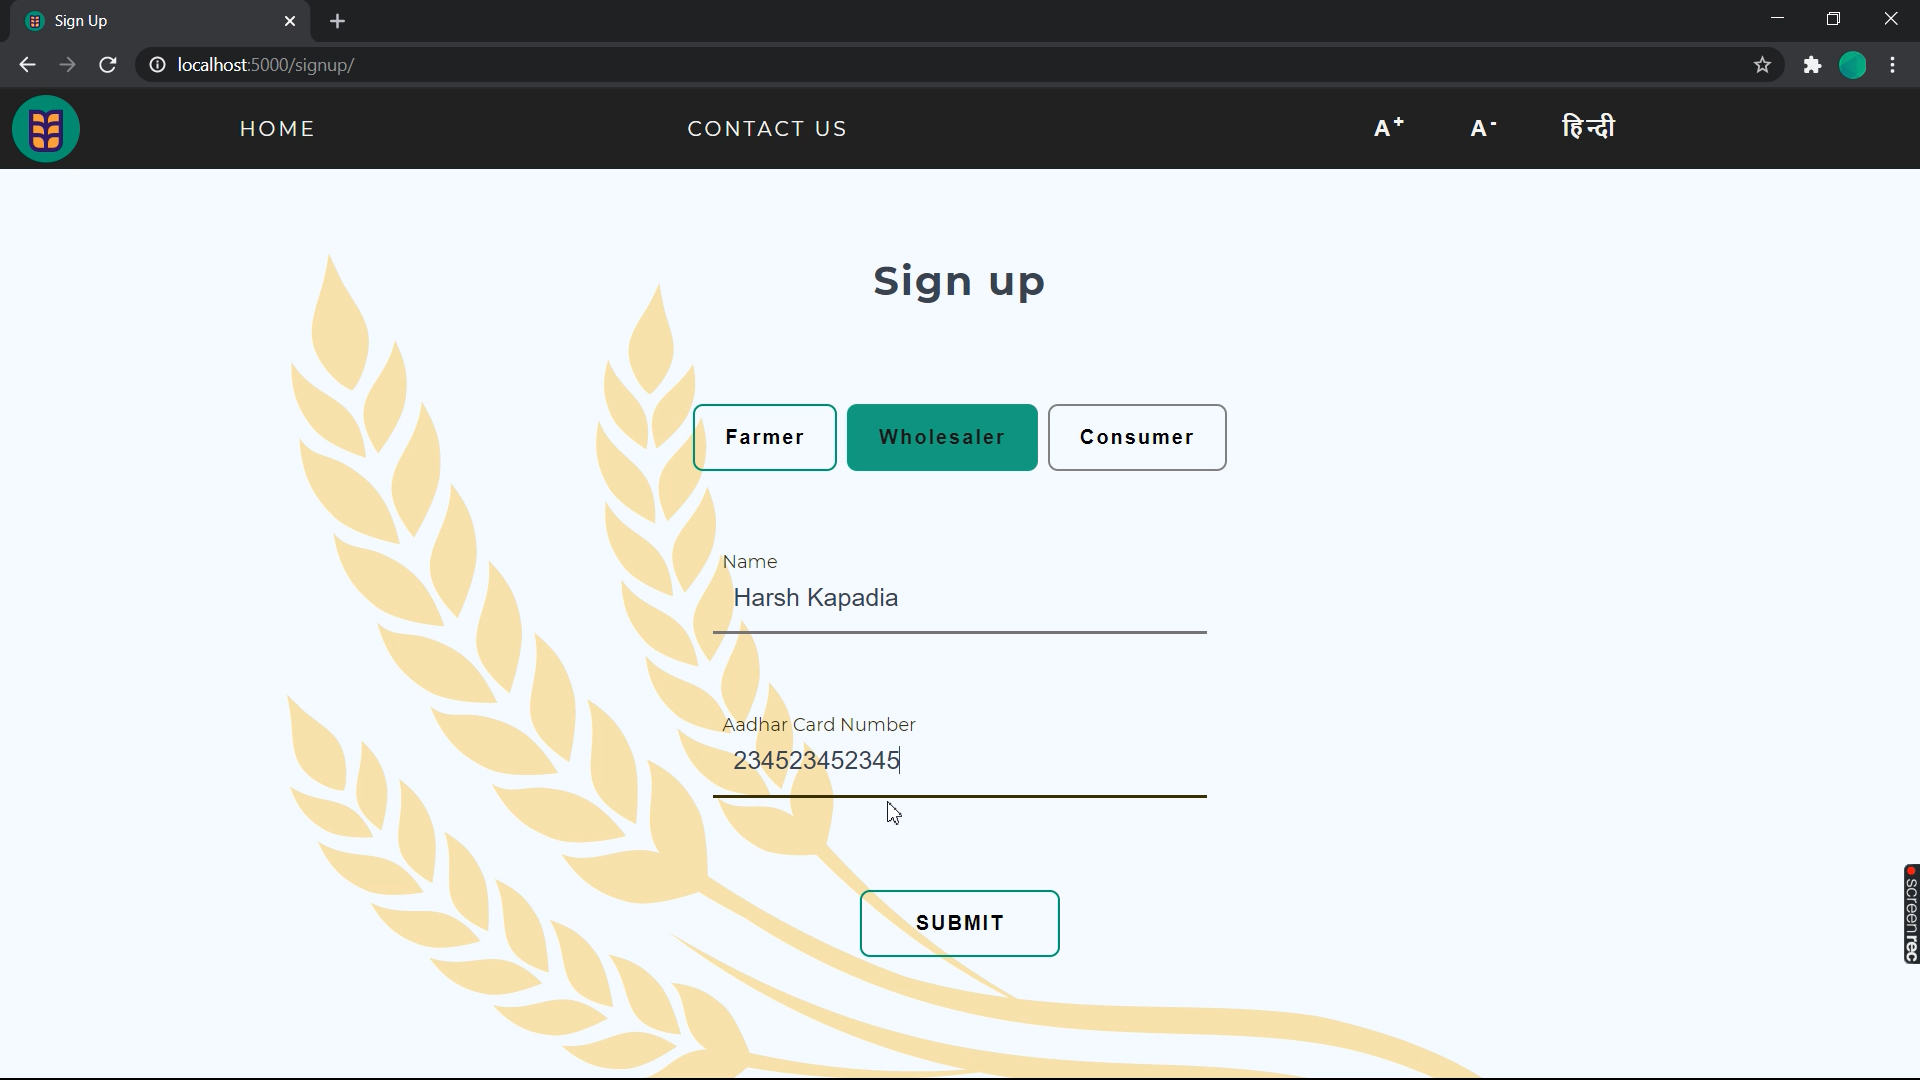 Sign Up
localhost:5000/signup/
HOME
CONTACT US
A+
A-
हिन्दी
Sign up
Farmer
Wholesaler
Consumer
Name
Harsh Kapadia
Aadhar Card Number
234523452345
SUBMIT
screenrec